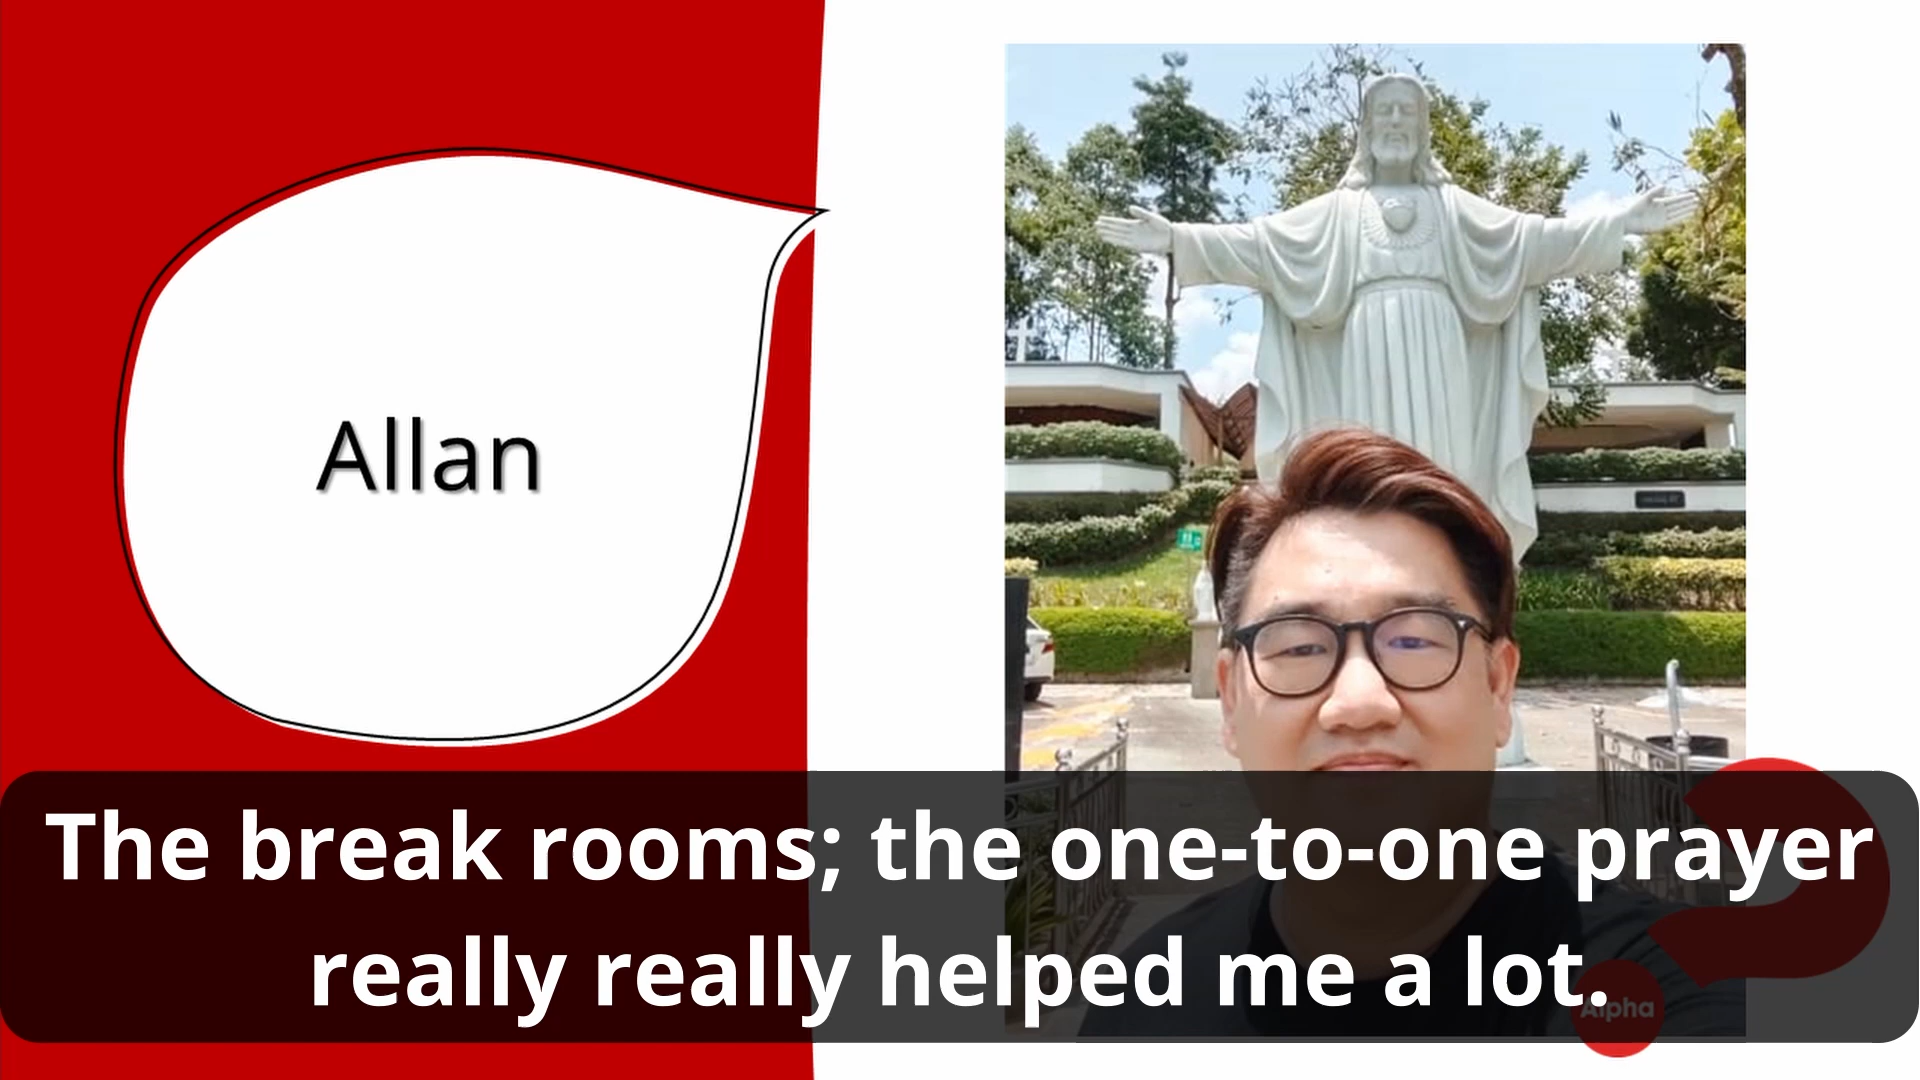 Allan
The break rooms; the one-to-one prayer
really really helped me a lot.
Alpha